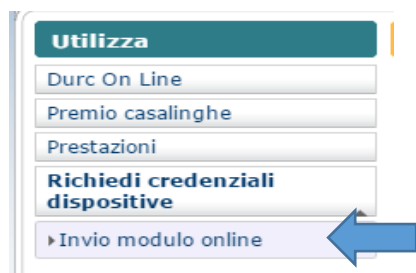 Utilizza
Durc On Line
Premio casalinghe
Prestazioni
Richiedi credenziali
dispositive
Invio modulo online